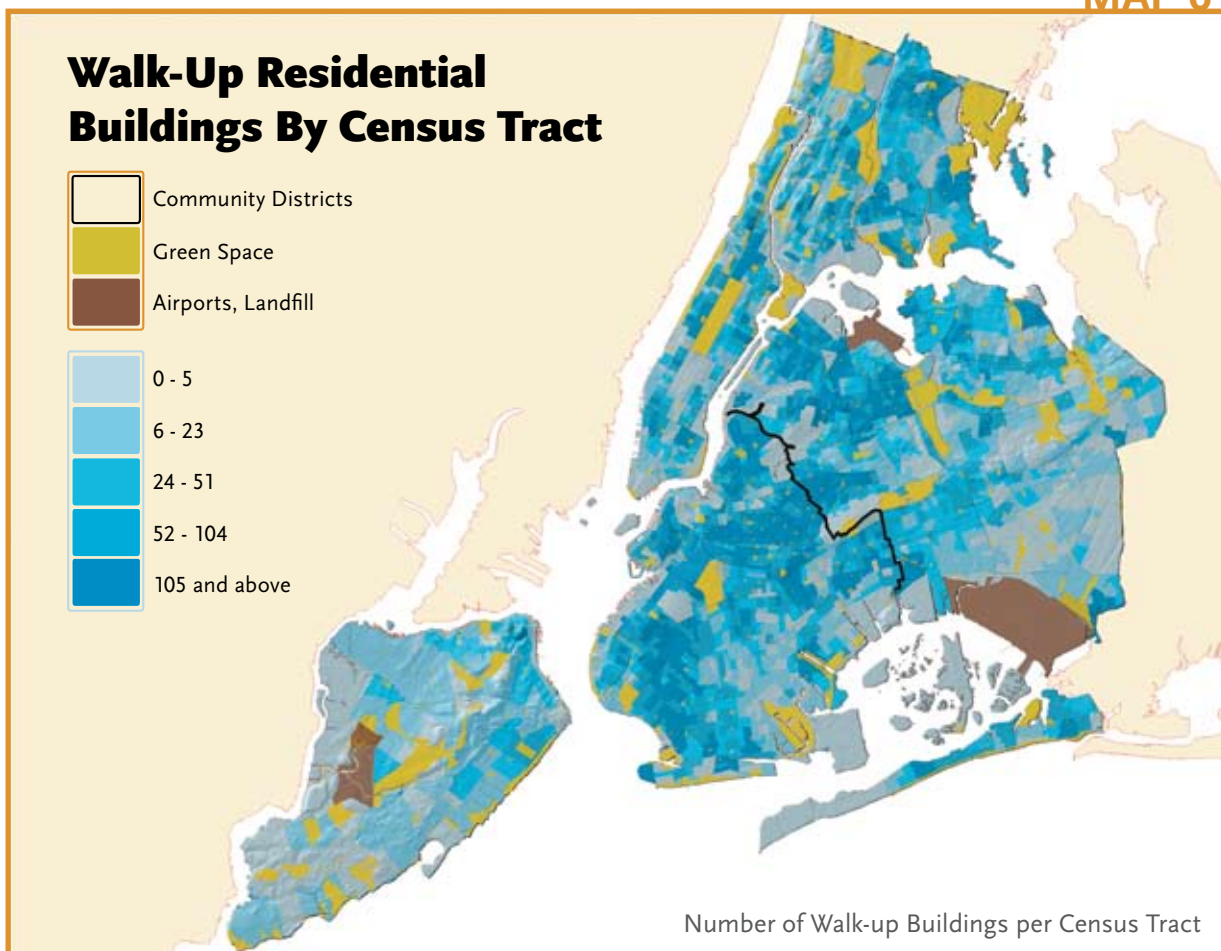 Walk-Up Residential
Buildings By Census Tract
Community Districts
Green Space
Airports, Landfill
0 - 5
6 - 23
24 - 51
52 - 104
105 and above
Number of Walk-up Buildings per Census Tract